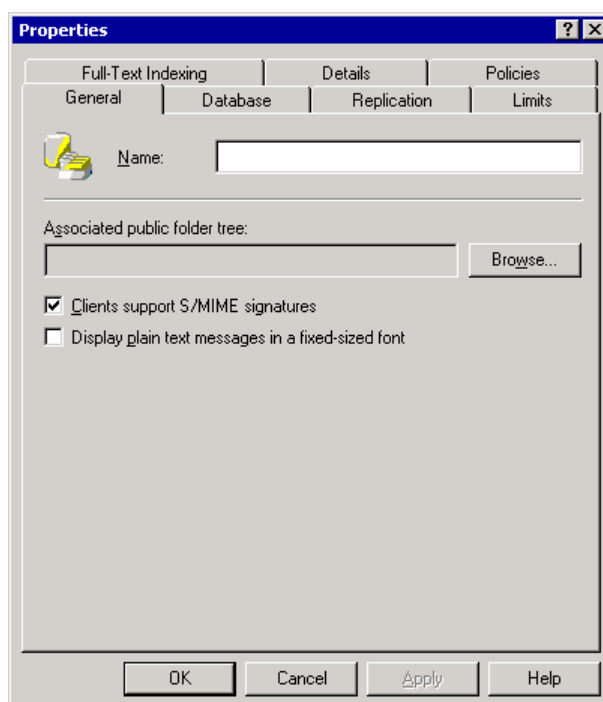 Properties
Full-Text Indexing Details Policies
General Database Replication Limits
Name:
Associated public folder tree:
Browse...
Clients support S/MIME signatures
Display plain text messages in a fixed-sized font
OK Cancel Apply Help